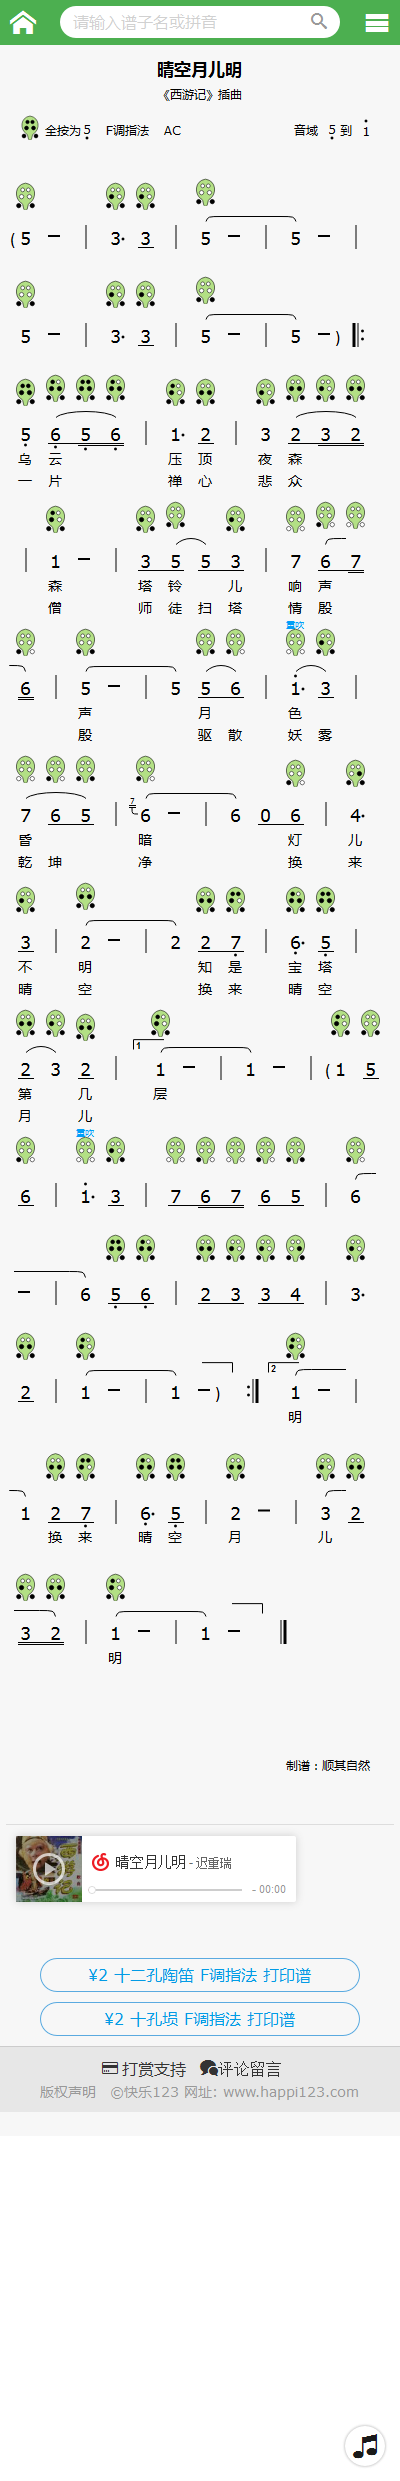 请输入谱子名或拼音
晴空月儿明
《西游记》插曲
全按为5 F调指法 AC 音域 5 到 1
( 5 – | 3· 3 | 5 – | 5 – |
5 – | 3· 3 | 5 – | 5 – ) :
5 6 5 6 | 1· 2 | 3 2 3 2
乌 云 压 顶 夜 森
一 片 禅 心 悲 众
| 1 – | 3 5 5 3 | 7 6 7
森 塔 铃 儿 响 声
僧 师 徒 扫 塔 情 殷
重吹
6 | 5 – | 5 5 6 | 1· 3 |
声 月 色
殷 驱 散 妖 雾
7 6 5 | 7 6 – | 6 0 6 | 4·
昏 暗 灯 儿
乾 坤 净 换 来
3 | 2 – | 2 2 7 | 6· 5 |
不 明 知 是 宝 塔
晴 空 换 来 晴 空
2 3 2 | 1 1 – | 1 – | ( 1 5
第 几 层
月 儿
重吹
6 | 1· 3 | 7 6 7 6 5 | 6
– | 6 5 6 | 2 3 3 4 | 3·
2 | 1 – | 1 – ) : 2 1 – |
明
1 2 7 | 6· 5 | 2 – | 3 2
换 来 晴 空 月 儿
3 2 | 1 – | 1 –
明
制谱：顺其自然
晴空月儿明 - 迟重瑞
- 00:00
¥2 十二孔陶笛 F调指法 打印谱
¥2 十孔埙 F调指法 打印谱
打赏支持 评论留言
版权声明 ©快乐123 网址: www.happi123.com